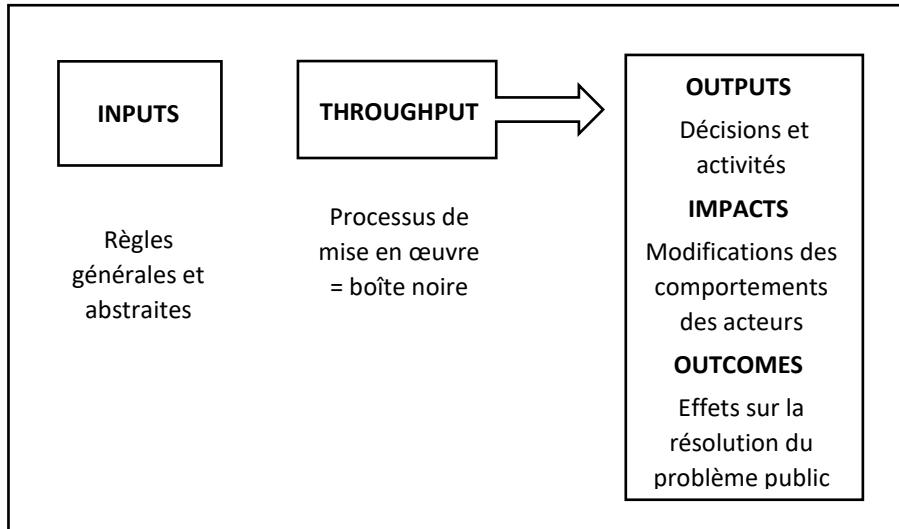 INPUTS
Règles
générales et
abstraites
THROUGHPUT
Processus de
mise en œuvre
= boîte noire
OUTPUTS
Décisions et
activités
IMPACTS
Modifications des
comportements
des acteurs
OUTCOMES
Effets sur la
résolution du
problème public